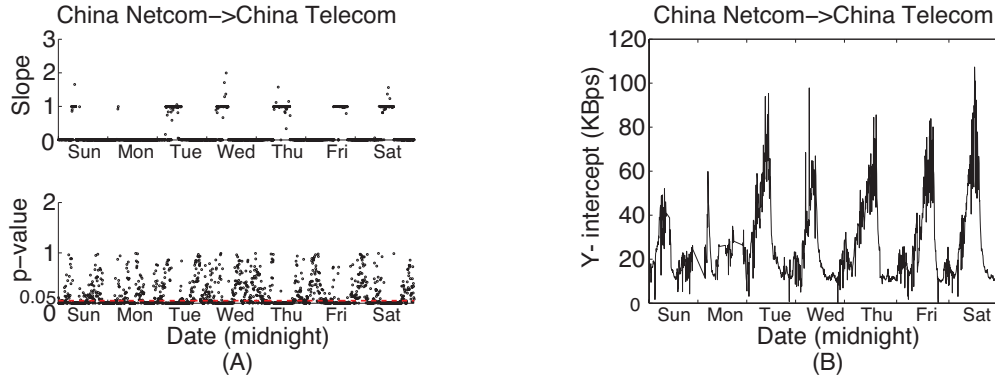 China Netcom−>China Telecom
Slope
3
2
1
0
Sun Mon Tue Wed Thu Fri Sat
p-value
2
1
0.05
0
Sun Mon Tue Wed Thu Fri Sat
Date (midnight)
(A)
China Netcom−>China Telecom
Y- intercept (KBps)
120
100
80
60
40
20
0
Sun Mon Tue Wed Thu Fri Sat
Date (midnight)
(B)